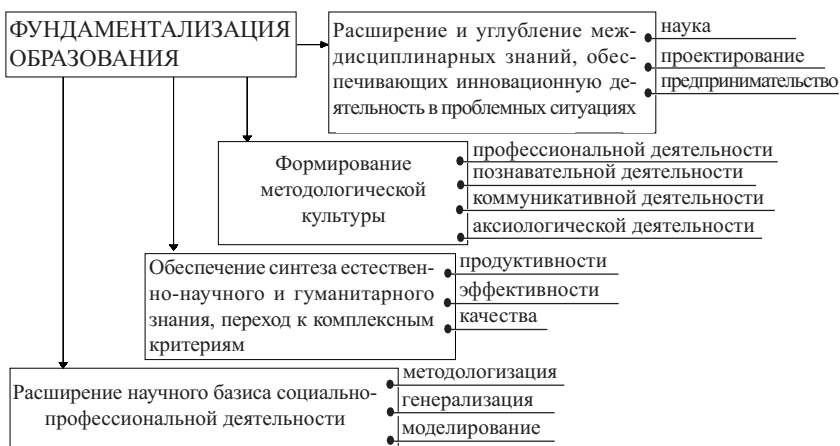 ФУНДАМЕНТАЛИЗАЦИЯ
ОБРАЗОВАНИЯ
Расширение и углубление меж-
дисциплинарных знаний, обес-
печивающих инновационную де-
ятельность в проблемных ситуациях
наука
проектирование
предпринимательство
Формирование
методологической
культуры
профессиональной деятельности
познавательной деятельности
коммуникативной деятельности
аксиологической деятельности
Обеспечение синтеза естествен-
но-научного и гуманитарного
знания, переход к комплексным
критериям
продуктивности
эффективности
качества
Расширение научного базиса социально-
профессиональной деятельности
методологизация
генерализация
моделирование